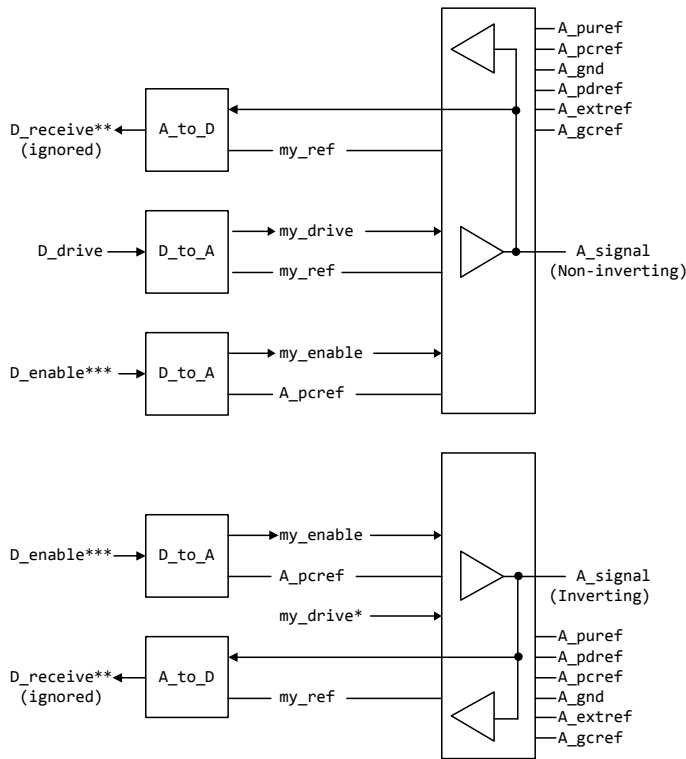 A_puref
A_pcref
A_gnd
A_pdref
A_extref
A_gcref
D_receive**
(ignored)
A_to_D
my_ref
D_drive
D_to_A
my_drive
my_ref
A_signal
(Non-inverting)
D_enable***
D_to_A
my_enable
A_pcref
D_enable***
D_to_A
my_enable
A_pcref
A_signal
(Inverting)
my_drive*
D_receive**
(ignored)
A_to_D
my_ref
A_puref
A_pdref
A_pcref
A_gnd
A_extref
A_gcref